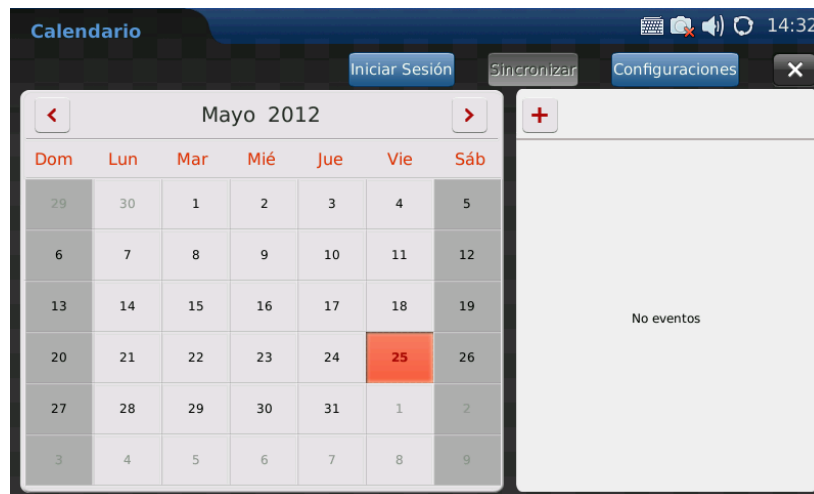 Calendario 14:32
Iniciar Sesión Sincronizar Configuraciones
Mayo 2012
Dom Lun Mar Mié Jue Vie Sáb
29 30 1 2 3 4 5
6 7 8 9 10 11 12
13 14 15 16 17 18 19
20 21 22 23 24 25 26
27 28 29 30 31 1 2
3 4 5 6 7 8 9
No eventos